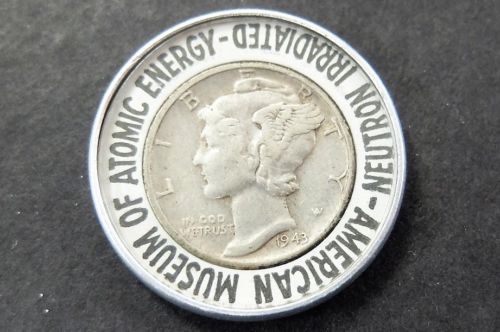 AMERICAN MUSEUM OF ATOMIC ENERGY-
NEUTRON IRRADIATED-
LIBERTY
IN GOD
WE TRUST
1943
W